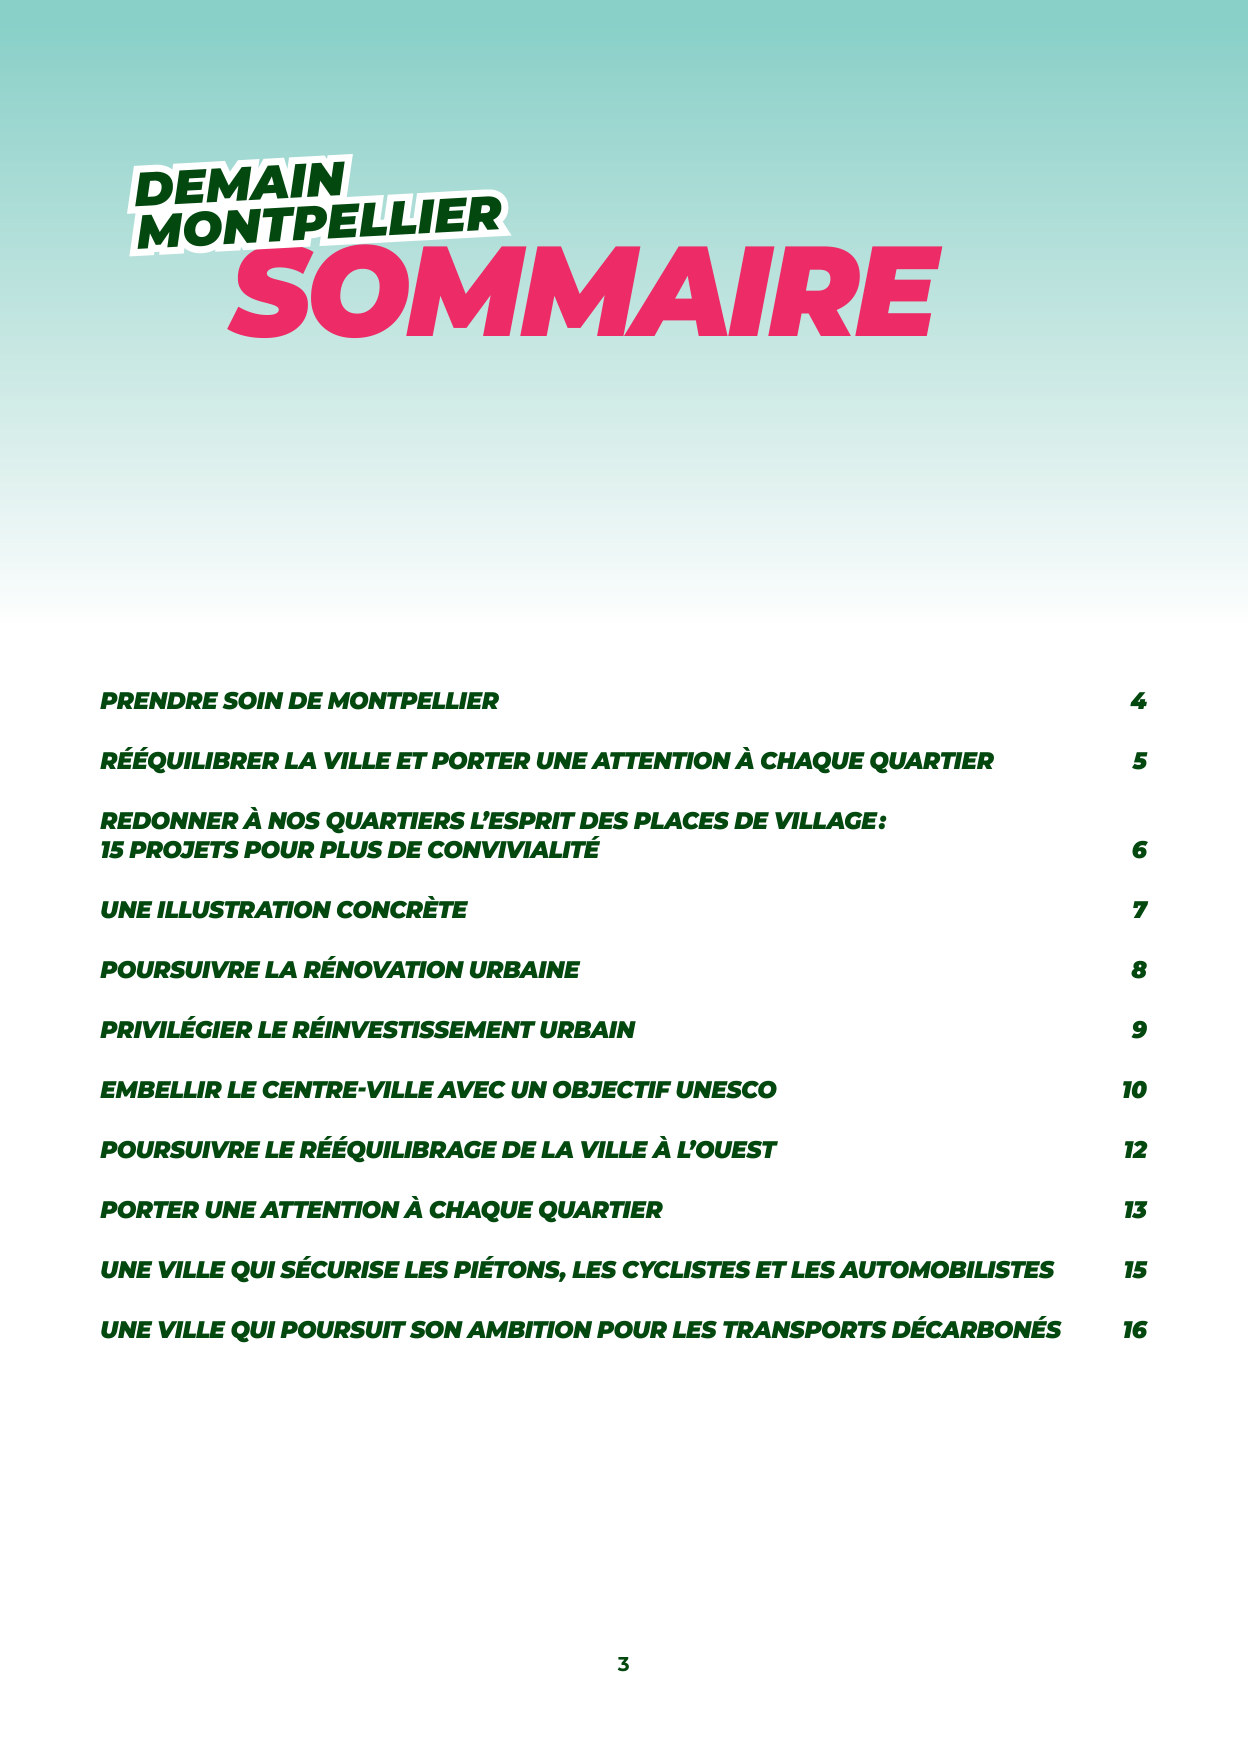 DEMAIN
MONTPELLIER
SOMMAIRE
PRENDRE SOIN DE MONTPELLIER 4
RÉÉQUILIBRER LA VILLE ET PORTER UNE ATTENTION À CHAQUE QUARTIER 5
REDONNER À NOS QUARTIERS L’ESPRIT DES PLACES DE VILLAGE :
15 PROJETS POUR PLUS DE CONVIVIALITÉ 6
UNE ILLUSTRATION CONCRÈTE 7
POURSUIVRE LA RÉNOVATION URBAINE 8
PRIVILÉGIER LE RÉINVESTISSEMENT URBAIN 9
EMBELLIR LE CENTRE-VILLE AVEC UN OBJECTIF UNESCO 10
POURSUIVRE LE RÉÉQUILIBRAGE DE LA VILLE À L’OUEST 12
PORTER UNE ATTENTION À CHAQUE QUARTIER 13
UNE VILLE QUI SÉCURISE LES PIÉTONS, LES CYCLISTES ET LES AUTOMOBILISTES 15
UNE VILLE QUI POURSUIT SON AMBITION POUR LES TRANSPORTS DÉCARBONÉS 16
3